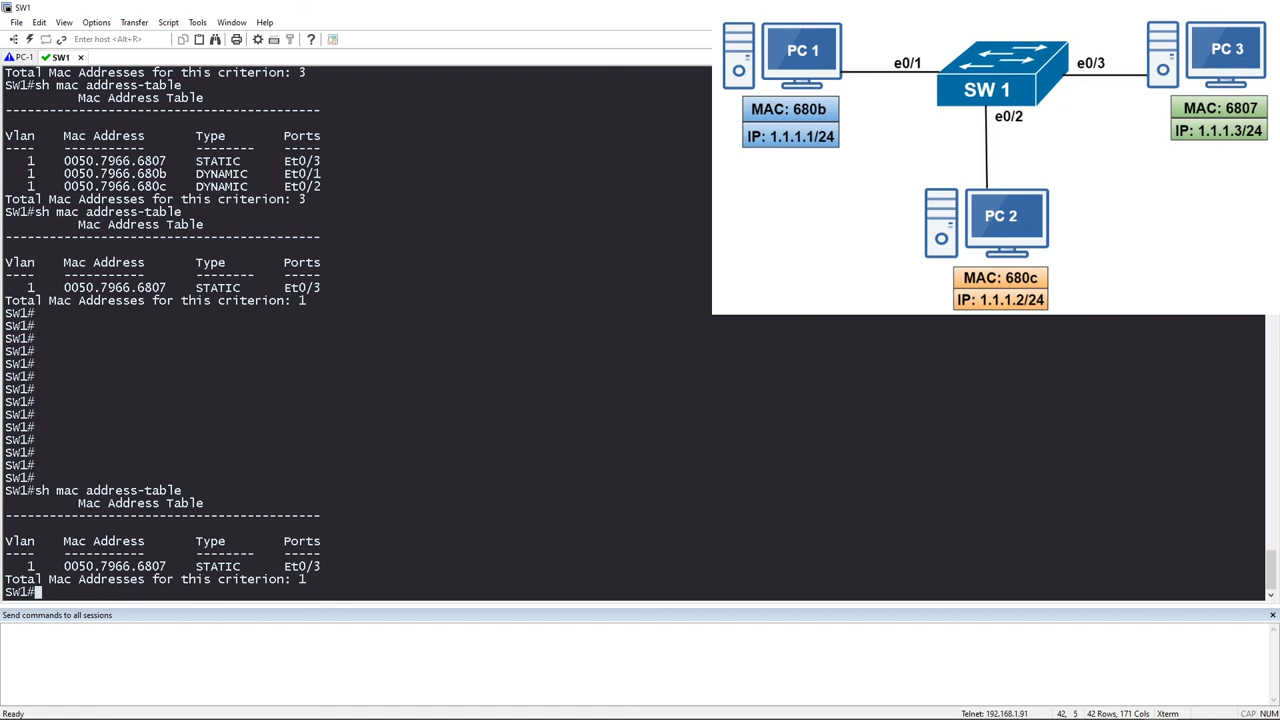 SW1
File Edit View Options Transfer Script Tools Window Help
Enter host <Alt+R>
PC-1 SW1 ×
Total Mac Addresses for this criterion: 3
SW1#sh mac address-table
Mac Address Table
-------------------------------------------
Vlan Mac Address Type Ports
---- ----------- -------- -----
1 0050.7966.6807 STATIC Et0/3
1 0050.7966.680b DYNAMIC Et0/1
1 0050.7966.680c DYNAMIC Et0/2
Total Mac Addresses for this criterion: 3
SW1#sh mac address-table
Mac Address Table
-------------------------------------------
Vlan Mac Address Type Ports
---- ----------- -------- -----
1 0050.7966.6807 STATIC Et0/3
Total Mac Addresses for this criterion: 1
SW1#
SW1#
SW1#
SW1#
SW1#
SW1#
SW1#
SW1#
SW1#
SW1#
SW1#
SW1#
SW1#
SW1#
SW1#sh mac address-table
Mac Address Table
-------------------------------------------
Vlan Mac Address Type Ports
---- ----------- -------- -----
1 0050.7966.6807 STATIC Et0/3
Total Mac Addresses for this criterion: 1
SW1#
PC 1
MAC: 680b
IP: 1.1.1.1/24
e0/1
SW 1
e0/3
e0/2
PC 3
MAC: 6807
IP: 1.1.1.3/24
PC 2
MAC: 680c
IP: 1.1.1.2/24
Send commands to all sessions
Ready Telnet: 192.168.1.91 42, 5 42 Rows, 171 Cols Xterm CAP NUM